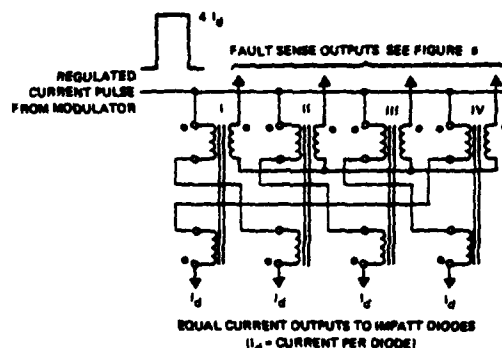 4 Id
FAULT SENSE OUTPUTS SEE FIGURE 5
REGULATED
CURRENT PULSE
FROM MODULATOR
I II III IV
Id Id Id Id
EQUAL CURRENT OUTPUTS TO IMPATT DIODES
(Id = CURRENT PER DIODE)